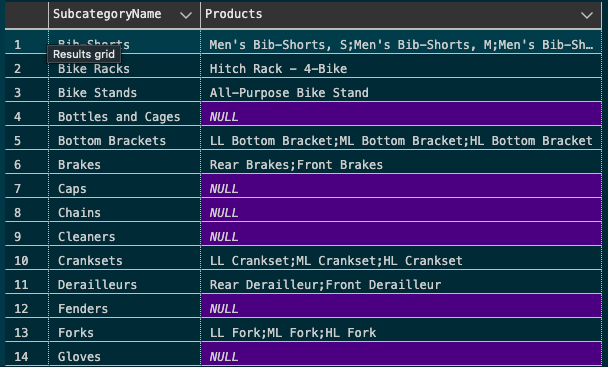 SubcategoryName Products
1 Bib-Shorts Men's Bib-Shorts, S;Men's Bib-Shorts, M;Men's Bib-Sh…
Results grid
2 Bike Racks Hitch Rack - 4-Bike
3 Bike Stands All-Purpose Bike Stand
4 Bottles and Cages NULL
5 Bottom Brackets LL Bottom Bracket;ML Bottom Bracket;HL Bottom Bracket
6 Brakes Rear Brakes;Front Brakes
7 Caps NULL
8 Chains NULL
9 Cleaners NULL
10 Cranksets LL Crankset;ML Crankset;HL Crankset
11 Derailleurs Rear Derailleur;Front Derailleur
12 Fenders NULL
13 Forks LL Fork;ML Fork;HL Fork
14 Gloves NULL